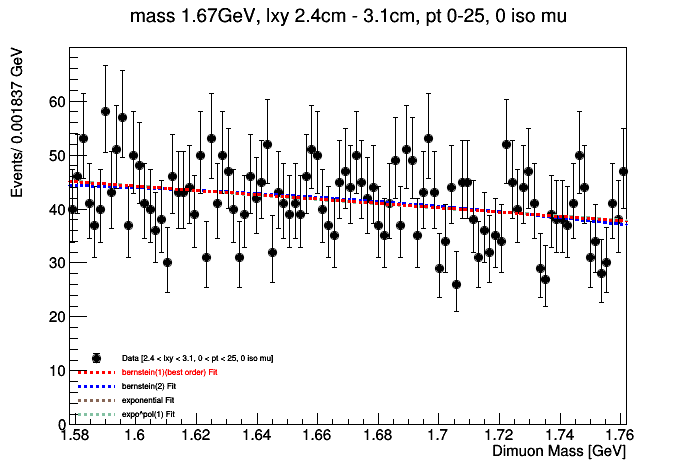 mass 1.67GeV, lxy 2.4cm - 3.1cm, pt 0-25, 0 iso mu
Events/ 0.001837 GeV
60
50
40
30
20
10
0
Data [2.4 < lxy < 3.1, 0 < pt < 25, 0 iso mu]
bernstein(1)(best order) Fit
bernstein(2) Fit
exponential Fit
expo*pol(1) Fit
1.58 1.6 1.62 1.64 1.66 1.68 1.7 1.72 1.74 1.76
Dimuon Mass [GeV]